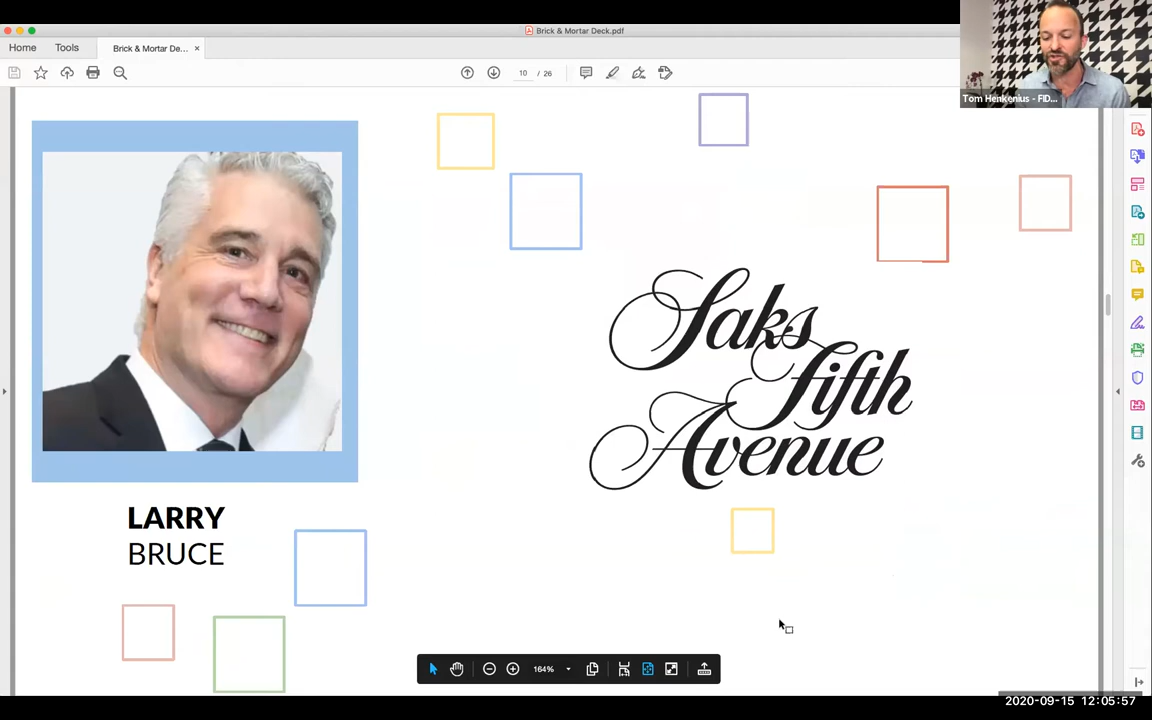 Brick & Mortar Deck.pdf
Home
Tools
Brick & Mortar De...
×
10 / 26
Tom Henkenius - FID...
Saks
fifth
Avenue
LARRY
BRUCE
164%
2020-09-15 12:05:57